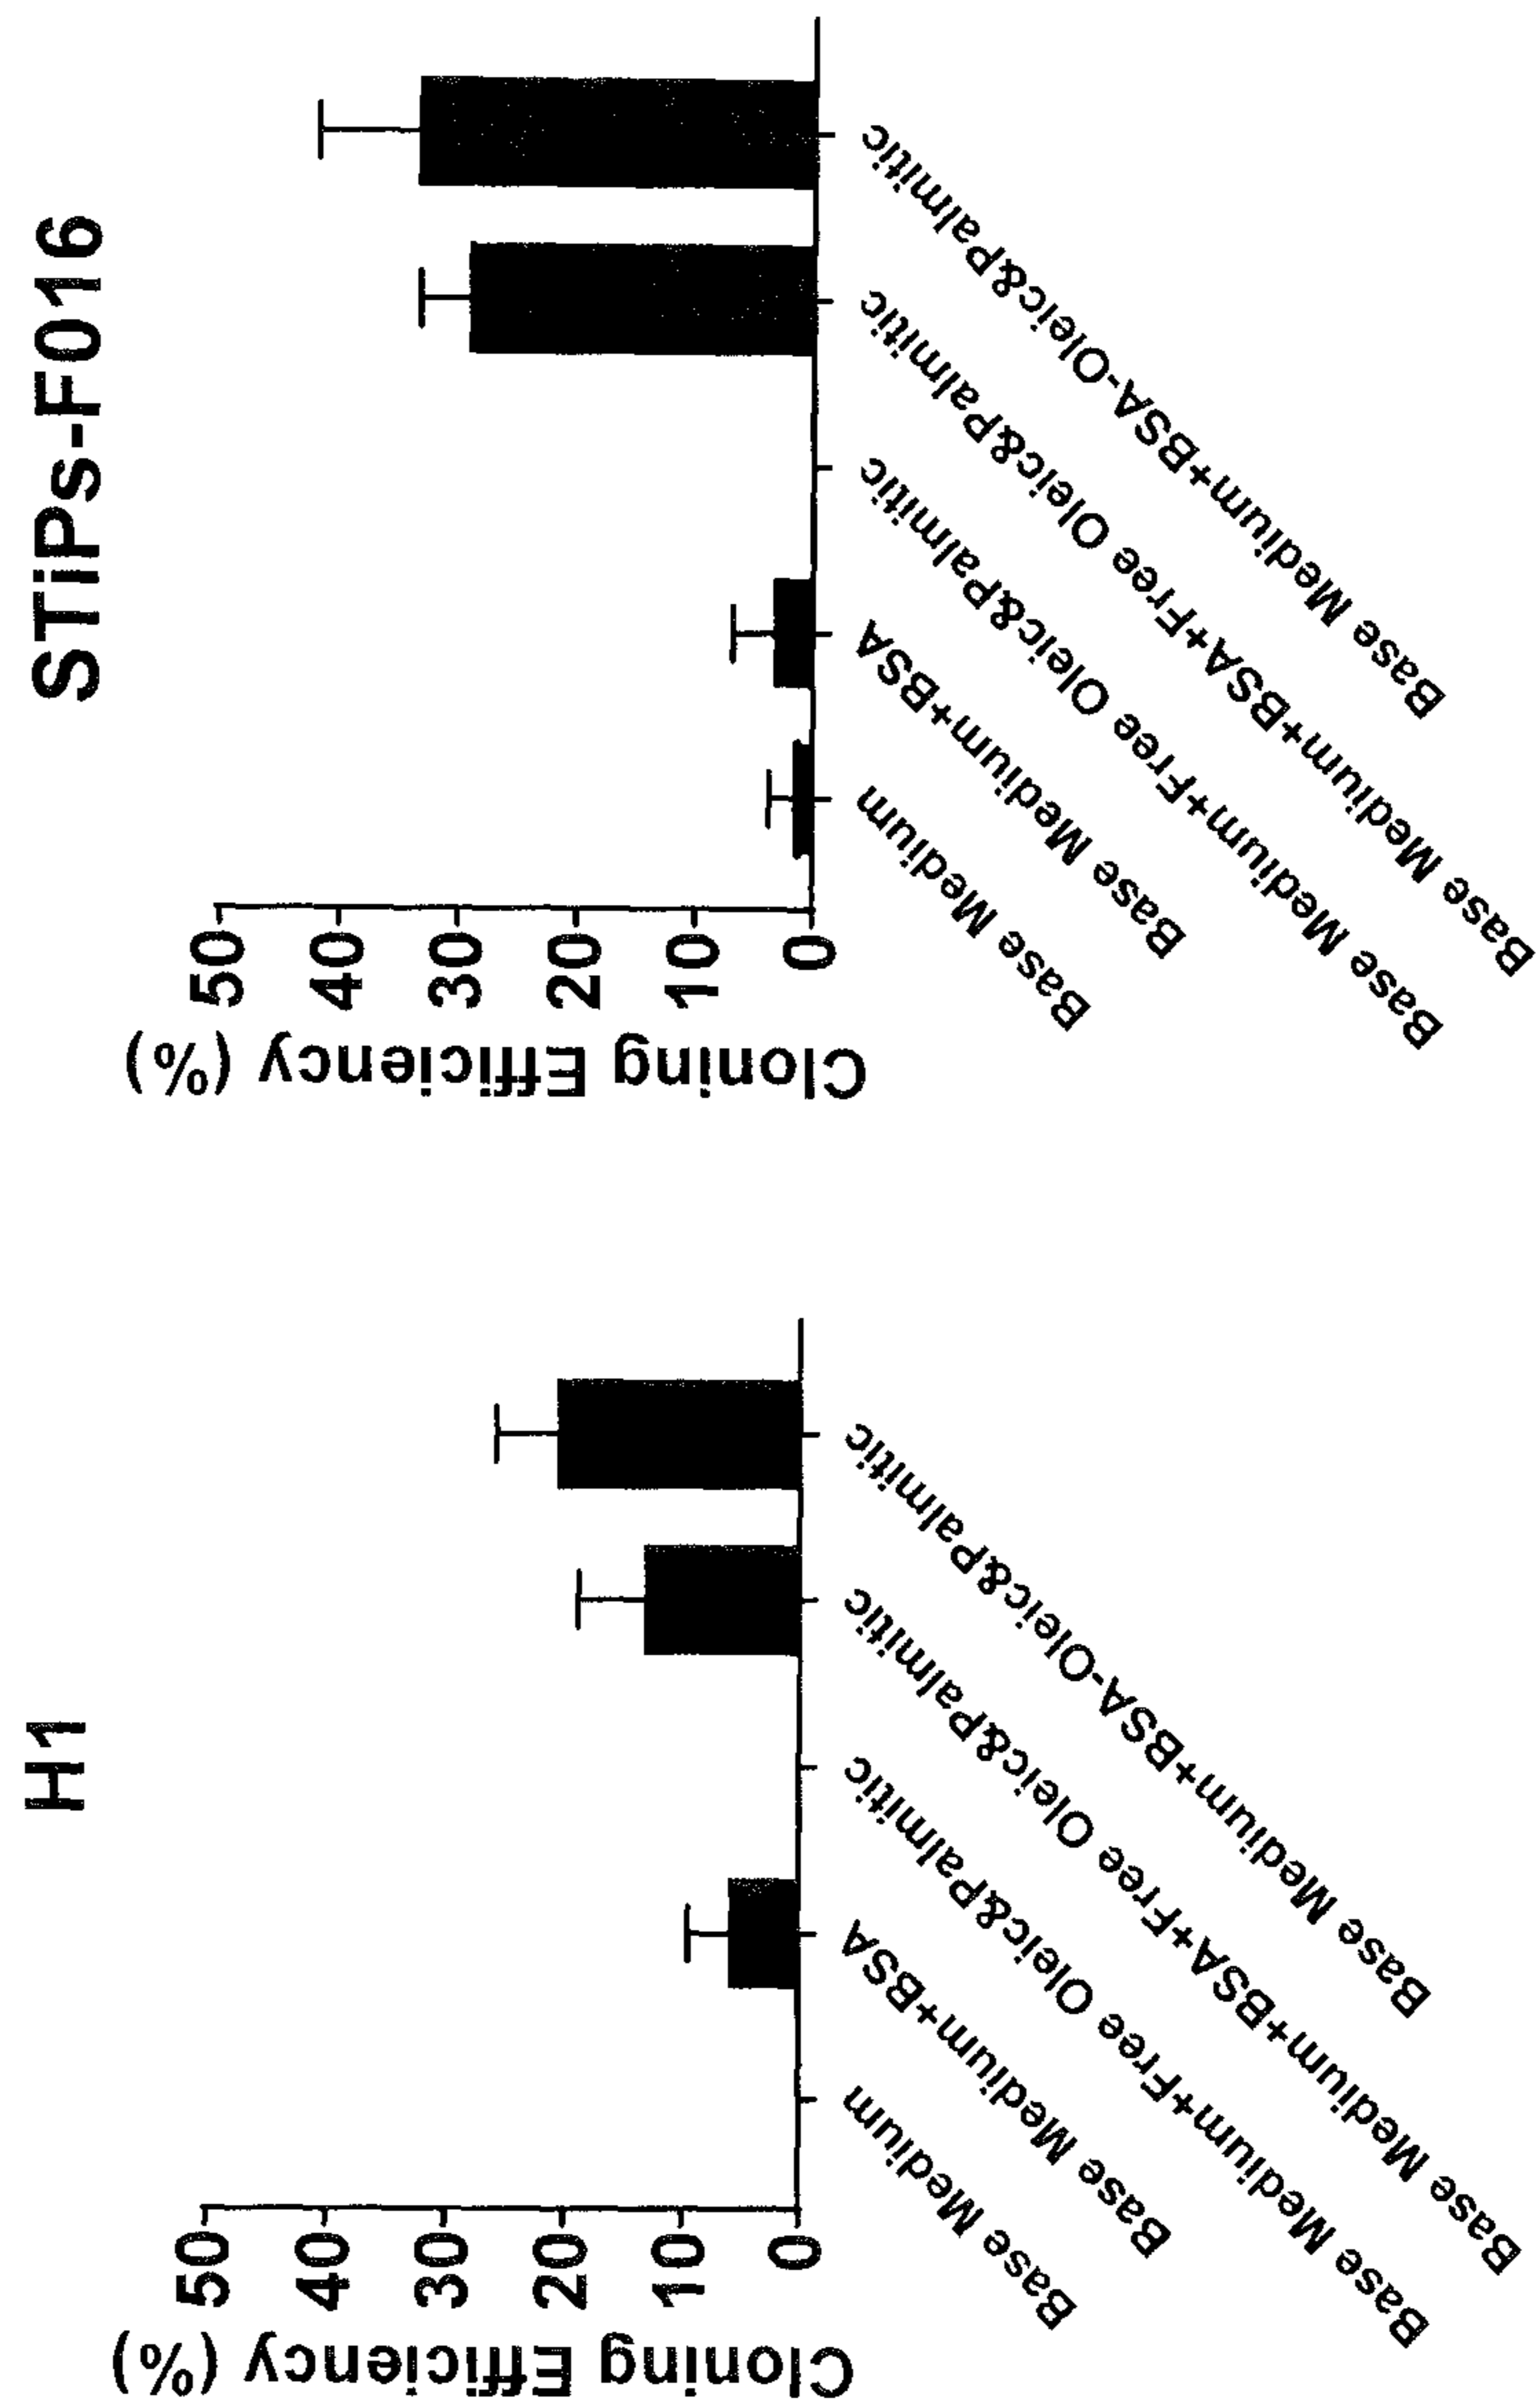 H1
Cloning Efficiency (%)
50
40
30
20
10
0
Base Medium
Base Medium+BSA
Base Medium+Free Oleic&Palmitic
Base Medium+BSA+Free Oleic&Palmitic
Base Medium+BSA-Oleic&Palmitic
STiPs-F016
Cloning Efficiency (%)
50
40
30
20
10
0
Base Medium
Base Medium+BSA
Base Medium+Free Oleic&Palmitic
Base Medium+BSA+Free Oleic&Palmitic
Base Medium+BSA-Oleic&Palmitic